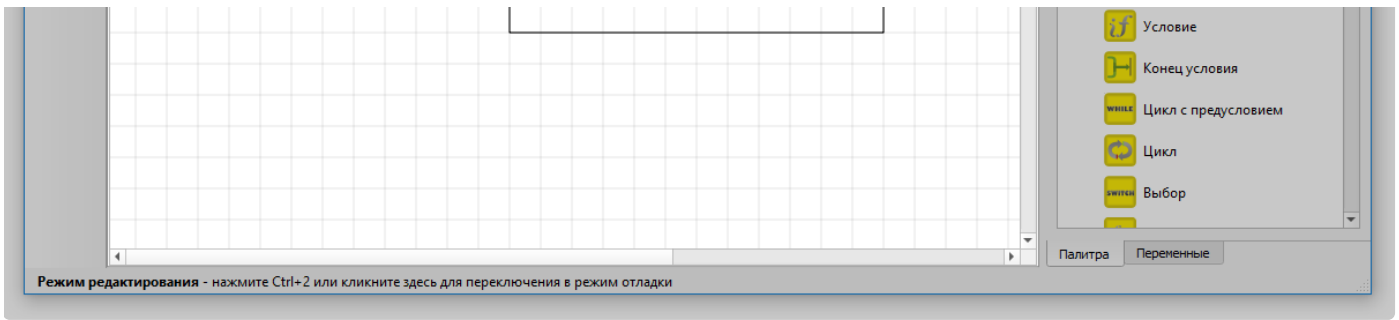 if Условие
Конец условия
WHILE Цикл с предусловием
Цикл
SWITCH Выбор
Палитра Переменные
Режим редактирования - нажмите Ctrl+2 или кликните здесь для переключения в режим отладки